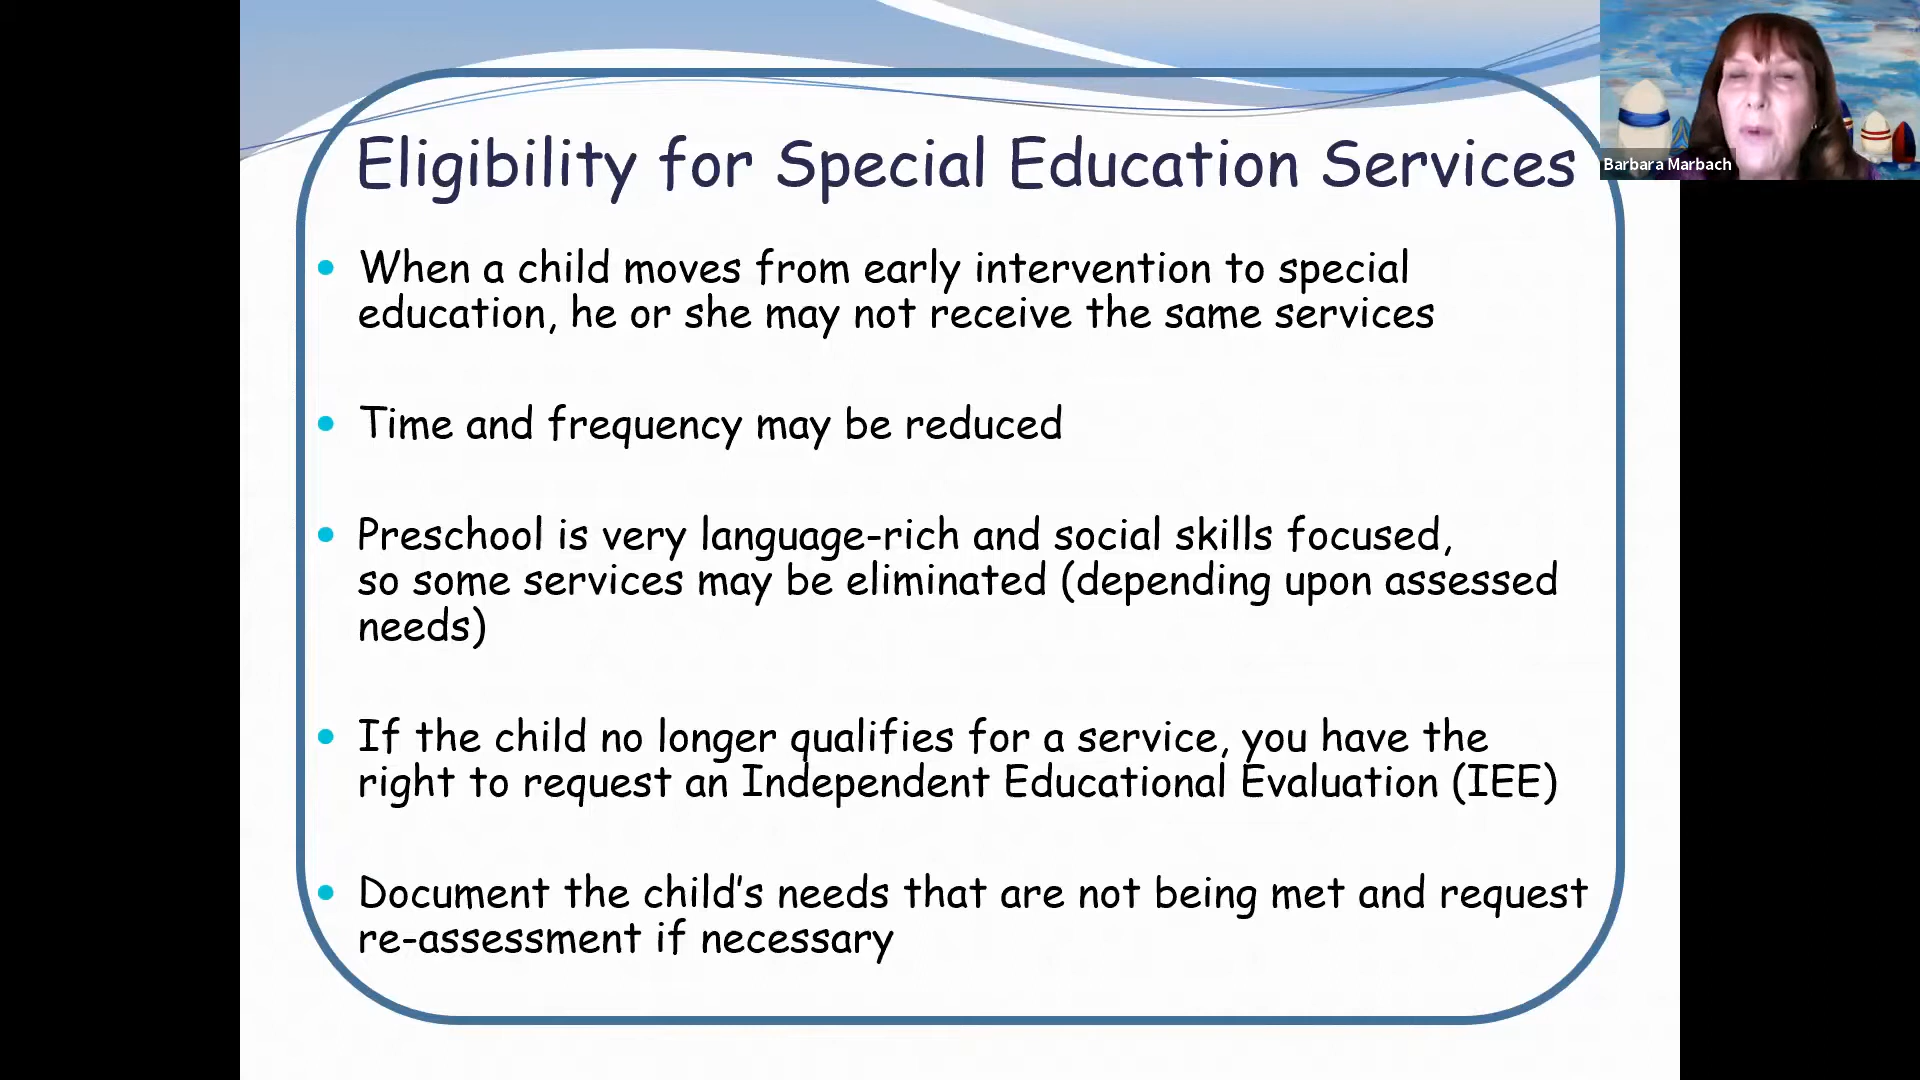 Eligibility for Special Education Services
Barbara Marbach
• When a child moves from early intervention to special
education, he or she may not receive the same services
• Time and frequency may be reduced
• Preschool is very language-rich and social skills focused,
so some services may be eliminated (depending upon assessed
needs)
• If the child no longer qualifies for a service, you have the
right to request an Independent Educational Evaluation (IEE)
• Document the child’s needs that are not being met and request
re-assessment if necessary